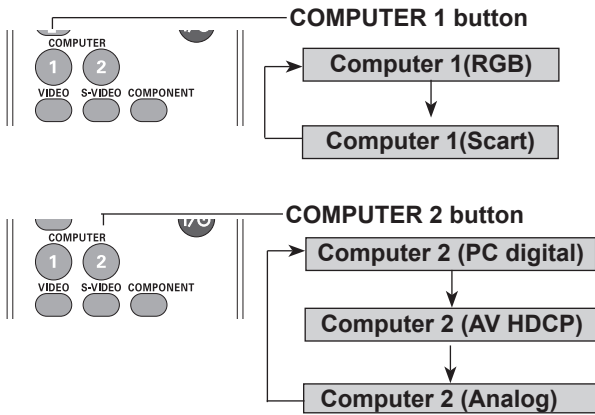 COMPUTER 1 button
COMPUTER
1 2
VIDEO S-VIDEO COMPONENT
Computer 1(RGB)
Computer 1(Scart)
COMPUTER 2 button
COMPUTER
1 2
VIDEO S-VIDEO COMPONENT
Computer 2 (PC digital)
Computer 2 (AV HDCP)
Computer 2 (Analog)